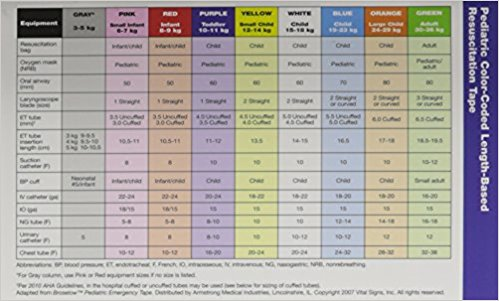 Pediatric Color-Coded Length-Based
Resuscitation Tape
Equipment GRAY* 3-5 kg PINK Small Infant 6-7 kg RED Infant 8-9 kg PURPLE Toddler 10-11 kg YELLOW Small Child 12-14 kg WHITE Child 15-18 kg BLUE Child 19-23 kg ORANGE Large Child 24-29 kg GREEN Adult 30-36 kg
Resuscitation bag Infant/child Infant/child Child Child Child Child Child Adult
Oxygen mask (NRB) Pediatric Pediatric Pediatric Pediatric Pediatric Pediatric Pediatric Pediatric/adult
Oral airway (mm) 50 50 60 60 60 70 80 80
Laryngoscope blade (size) 1 Straight 1 Straight 1 Straight 2 Straight 2 Straight 2 Straight or curved 2 Straight or curved 3 Straight or curved
ET tube (mm) 3.5 Uncuffed 3.0 Cuffed 3.5 Uncuffed 3.0 Cuffed 4.0 Uncuffed 3.5 Cuffed 4.5 Uncuffed 4.0 Cuffed 5.0 Uncuffed 4.5 Cuffed 5.5 Uncuffed 5.0 Cuffed 6.0 Cuffed 6.5 Cuffed
ET tube insertion length (cm) 3 kg 9-9.5 4 kg 9.5-10 5 kg 10-10.5 10.5-11 10.5-11 11-12 13.5 14-15 16.5 17-18 18.5-19.5
Suction catheter (F) 8 8 10 10 10 10 10 10-12
BP cuff Neonatal #5/infant Infant/child Infant/child Child Child Child Child Child Small adult
IV catheter (ga) 22-24 22-24 20-24 18-22 18-22 18-20 18-20 16-20
IO (ga) 18/15 18/15 15 15 15 15 15 15
NG tube (F) 5-8 5-8 8-10 10 10 12-14 14-18 16-18
Urinary catheter (F) 5 8 8 8-10 10 10-12 10-12 12 12
Chest tube (F) 10-12 10-12 16-20 20-24 20-24 24-32 28-32 32-38
Abbreviations: BP, blood pressure; ET, endotracheal; F, French; IO, intraosseous; IV, intravenous; NG, nasogastric; NRB, nonrebreathing.
*For Gray column, use Pink or Red equipment sizes if no size is listed.
*Per 2010 AHA Guidelines, in the hospital cuffed or uncuffed tubes may be used (see below for sizing of cuffed tubes).
Adapted from Broselow™ Pediatric Emergency Tape. Distributed by Armstrong Medical Industries, Lincolnshire, IL. Copyright 2007 Vital Signs, Inc. All rights reserved.